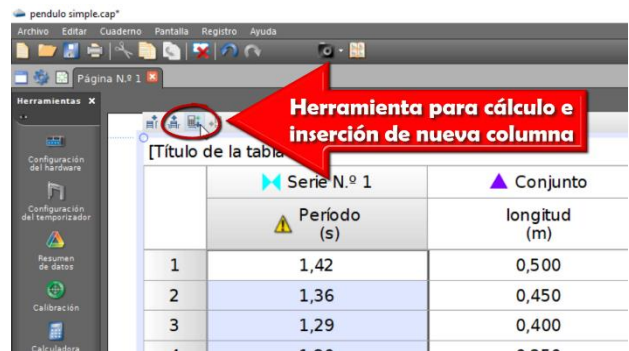 pendulo simple.cap*
Archivo Editar Cuaderno Pantalla Registro Ayuda
Página N.º 1
Herramientas
Herramienta para cálculo e
inserción de nueva columna
[Título de la tabla
Configuración
del hardware
Configuración
del temporizador
Resumen
de datos
Calibración
Calculadora
Serie N.º 1 Conjunto
Período
(s)
longitud
(m)
1 1,42 0,500
2 1,36 0,450
3 1,29 0,400